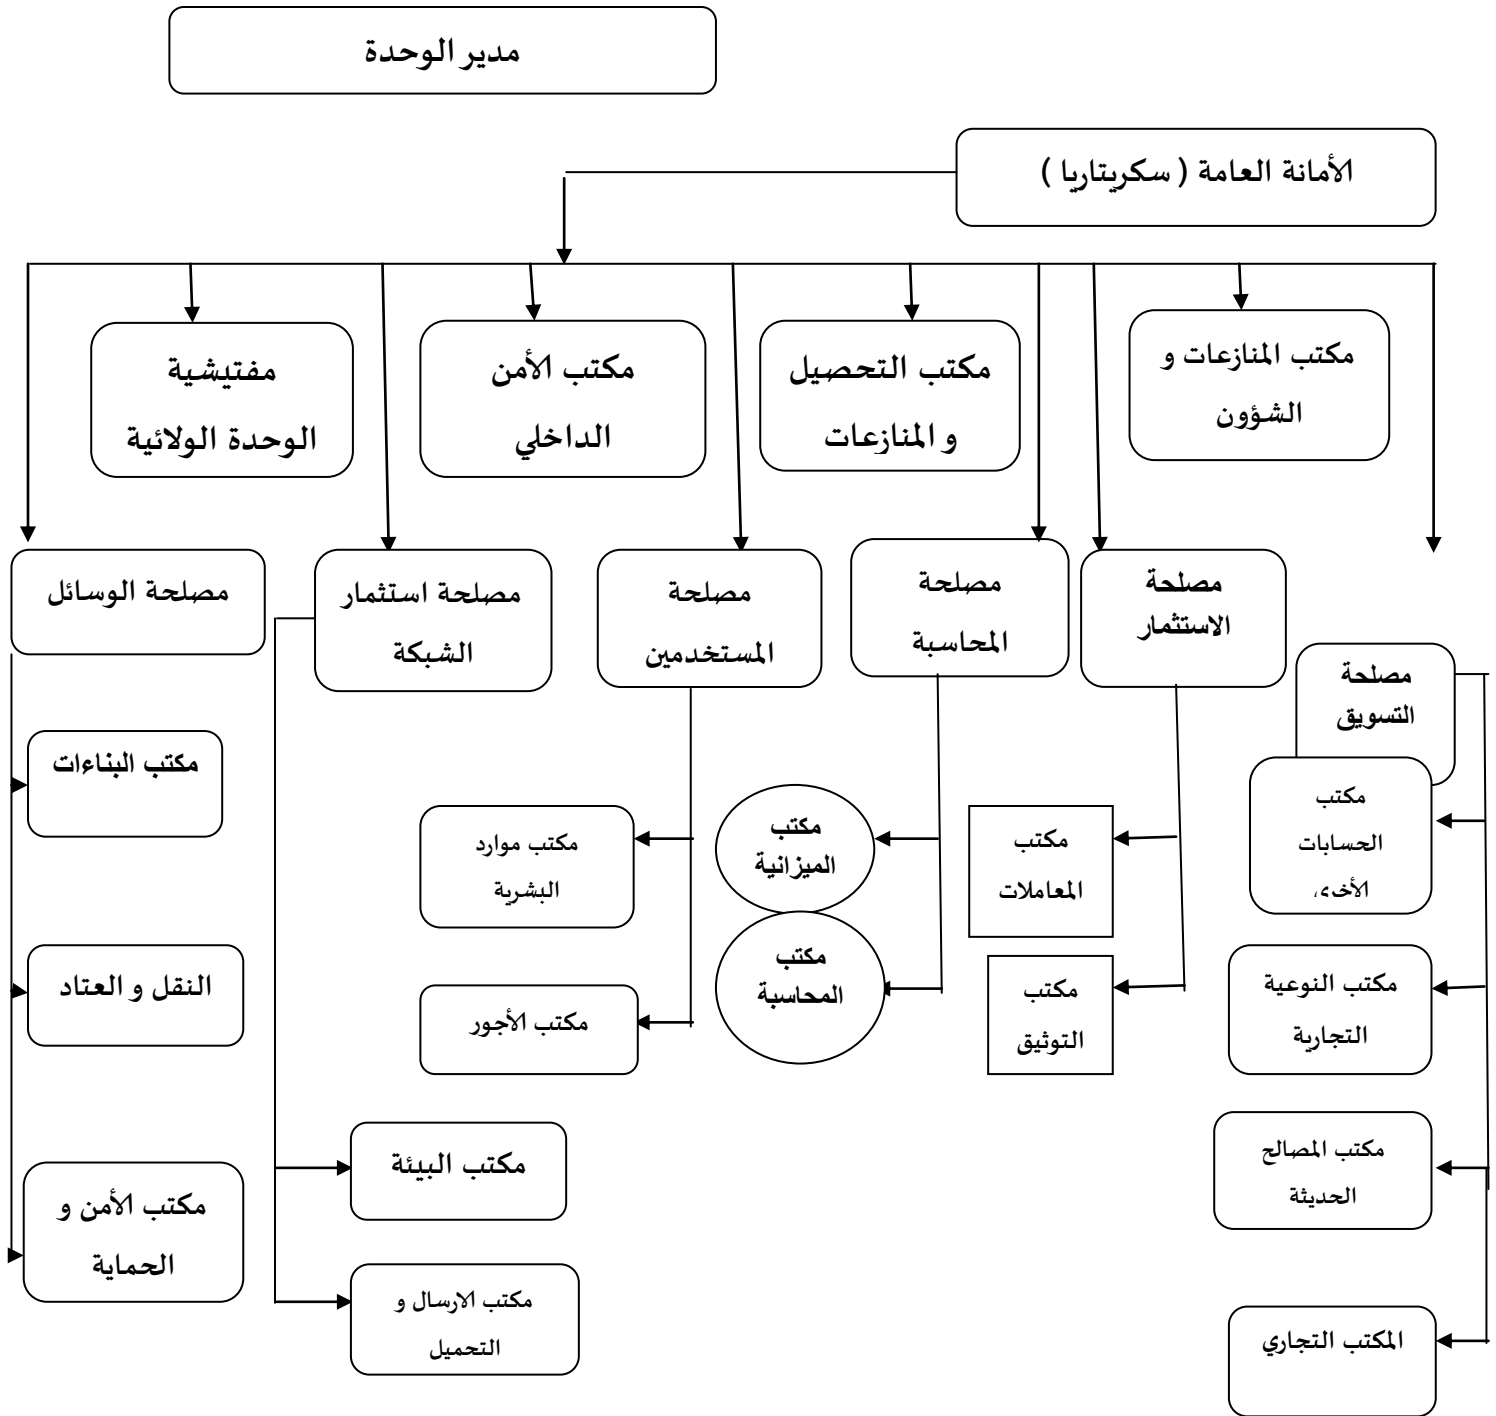 مدير الوحدة
الأمانة العامة ( سكريتاريا )
مكتب المنازعات و
الشؤون
مكتب التحصيل
و المنازعات
مكتب الأمن
الداخلي
مفتيشية
الوحدة الولائية
مصلحة
التسويق
مصلحة
الاستثمار
مصلحة
المحاسبة
مصلحة
المستخدمين
مصلحة استثمار
الشبكة
مصلحة الوسائل
مكتب
الحسابات
الأخرى
مكتب النوعية
التجارية
مكتب المصالح
الحديثة
المكتب التجاري
مكتب
المعاملات
مكتب
التوثيق
مكتب
الميزانية
مكتب
المحاسبة
مكتب موارد
البشرية
مكتب الأجور
مكتب البيئة
مكتب الارسال و
التحميل
مكتب البناءات
النقل و العتاد
مكتب الأمن و
الحماية